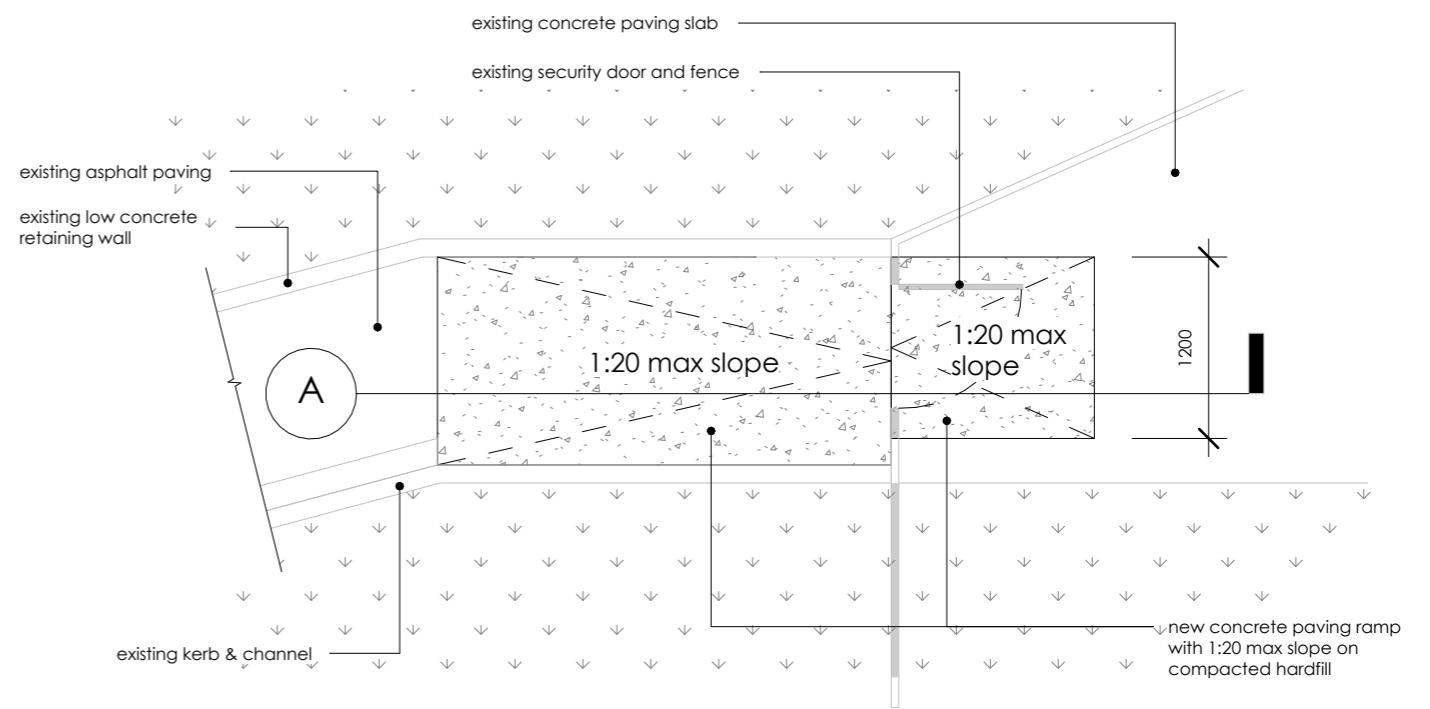 existing concrete paving slab
existing security door and fence
existing asphalt paving
existing low concrete
retaining wall
1:20 max
slope
1:20 max slope
1200
A
new concrete paving ramp
with 1:20 max slope on
compacted hardfill
existing kerb & channel